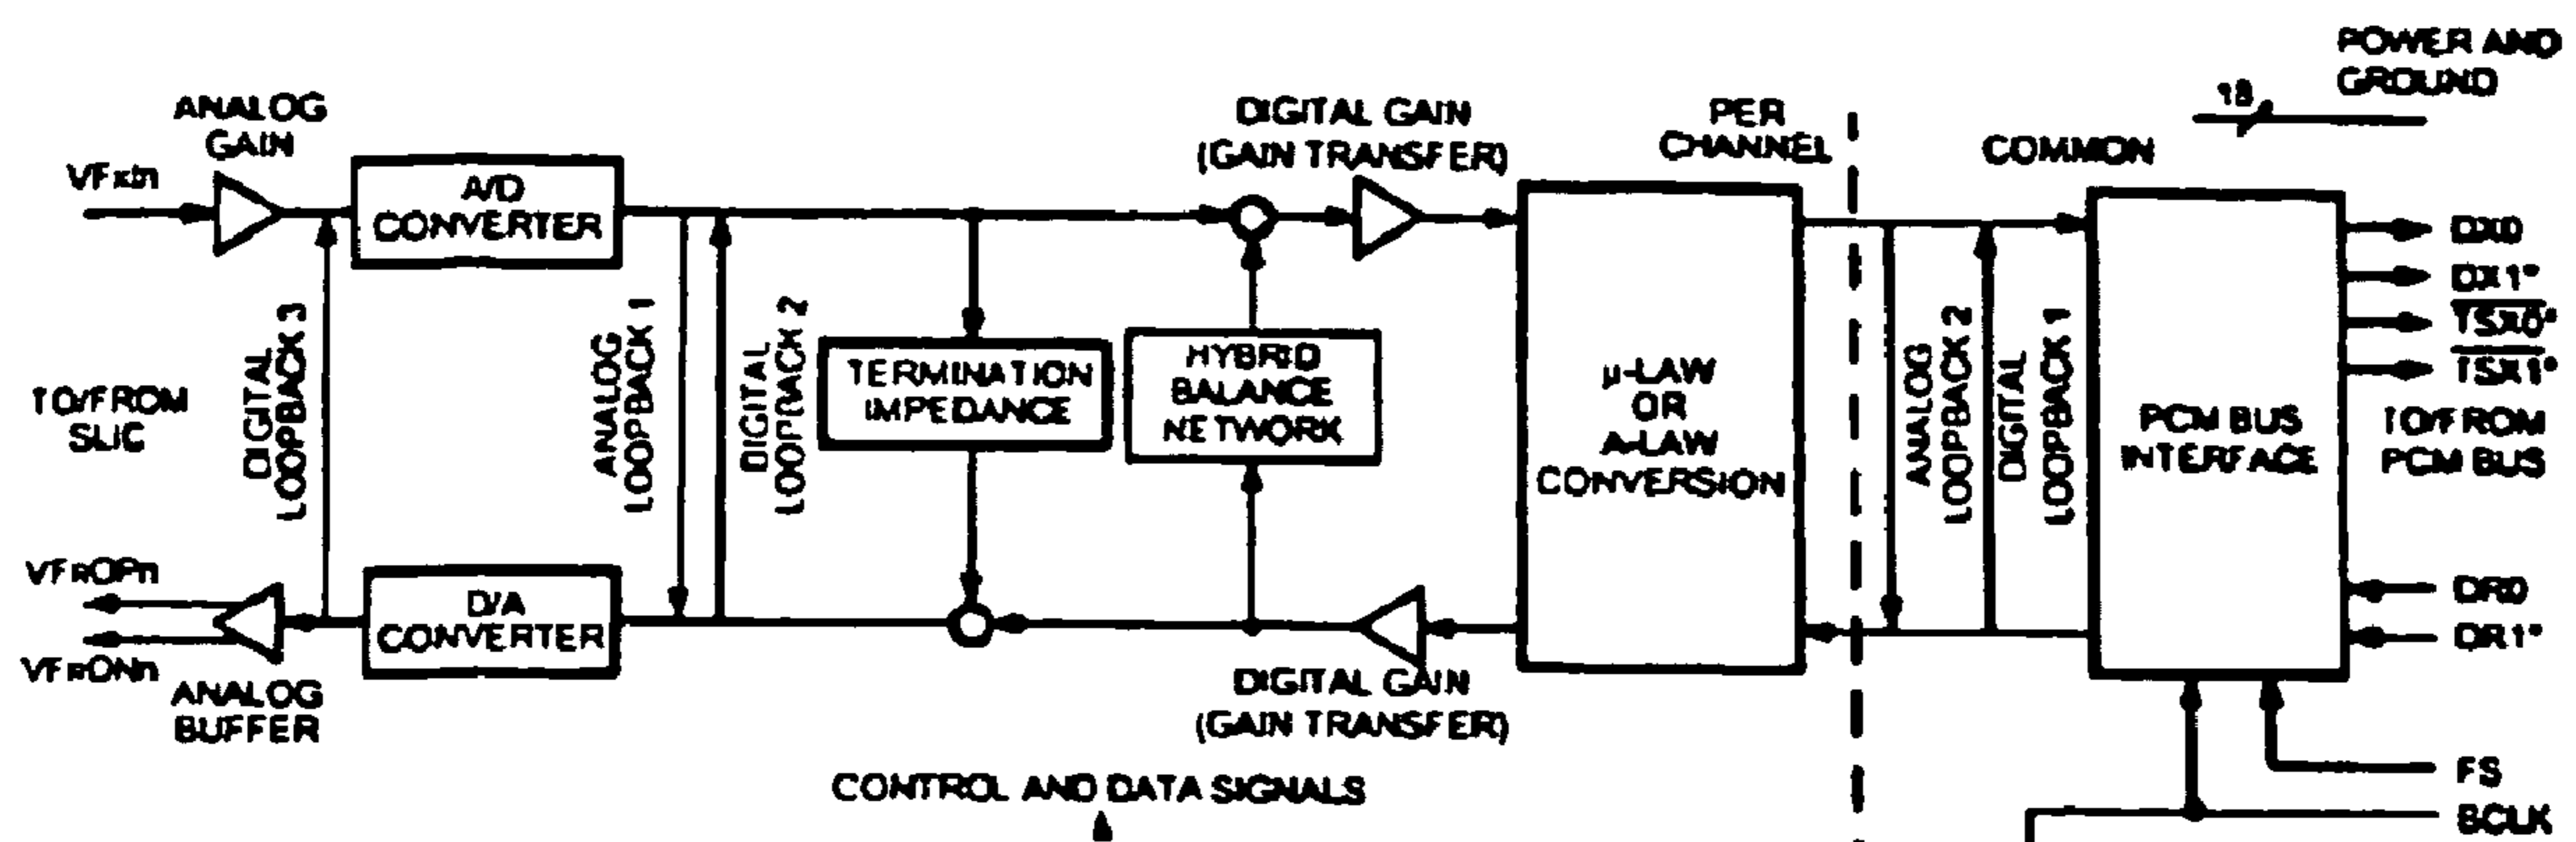 POWER AND
GROUND
18
ANALOG
GAIN
DIGITAL GAIN
(GAIN TRANSFER)
PER
CHANNEL
COMMON
VFxIn
A/D
CONVERTER
DX0
DX1*
TSX0*
TSX1*
DIGITAL
LOOPBACK 3
ANALOG
LOOPBACK 1
DIGITAL
LOOPBACK 2
TERMINATION
IMPEDANCE
HYBRID
BALANCE
NETWORK
µ-LAW
OR
A-LAW
CONVERSION
ANALOG
LOOPBACK 2
DIGITAL
LOOPBACK 1
PCM BUS
INTERFACE
TO/FROM
PCM BUS
TO/FROM
SLIC
VFROPn
VFRONn
D/A
CONVERTER
ANALOG
BUFFER
DIGITAL GAIN
(GAIN TRANSFER)
DR0
DR1*
CONTROL AND DATA SIGNALS
FS
BCLK